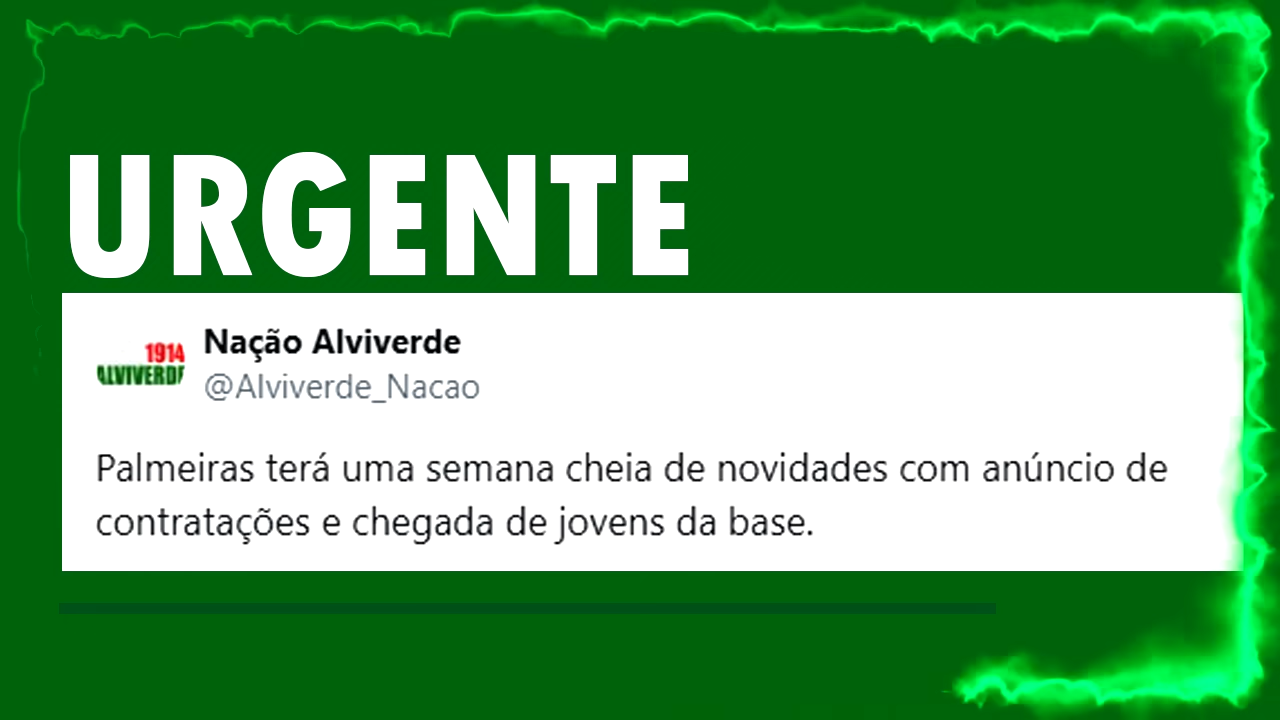 URGENTE
1914
ALVIVERDE
Nação Alviverde
@Alviverde_Nacao
Palmeiras terá uma semana cheia de novidades com anúncio de
contratações e chegada de jovens da base.